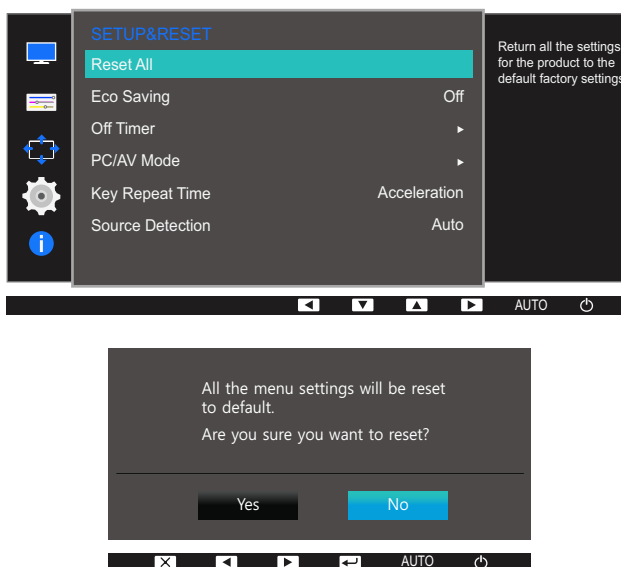 SETUP&RESET
Reset All
Eco Saving Off
Off Timer
PC/AV Mode
Key Repeat Time Acceleration
Source Detection Auto
Return all the settings
for the product to the
default factory settings
AUTO
All the menu settings will be reset
to default.
Are you sure you want to reset?
Yes No
AUTO